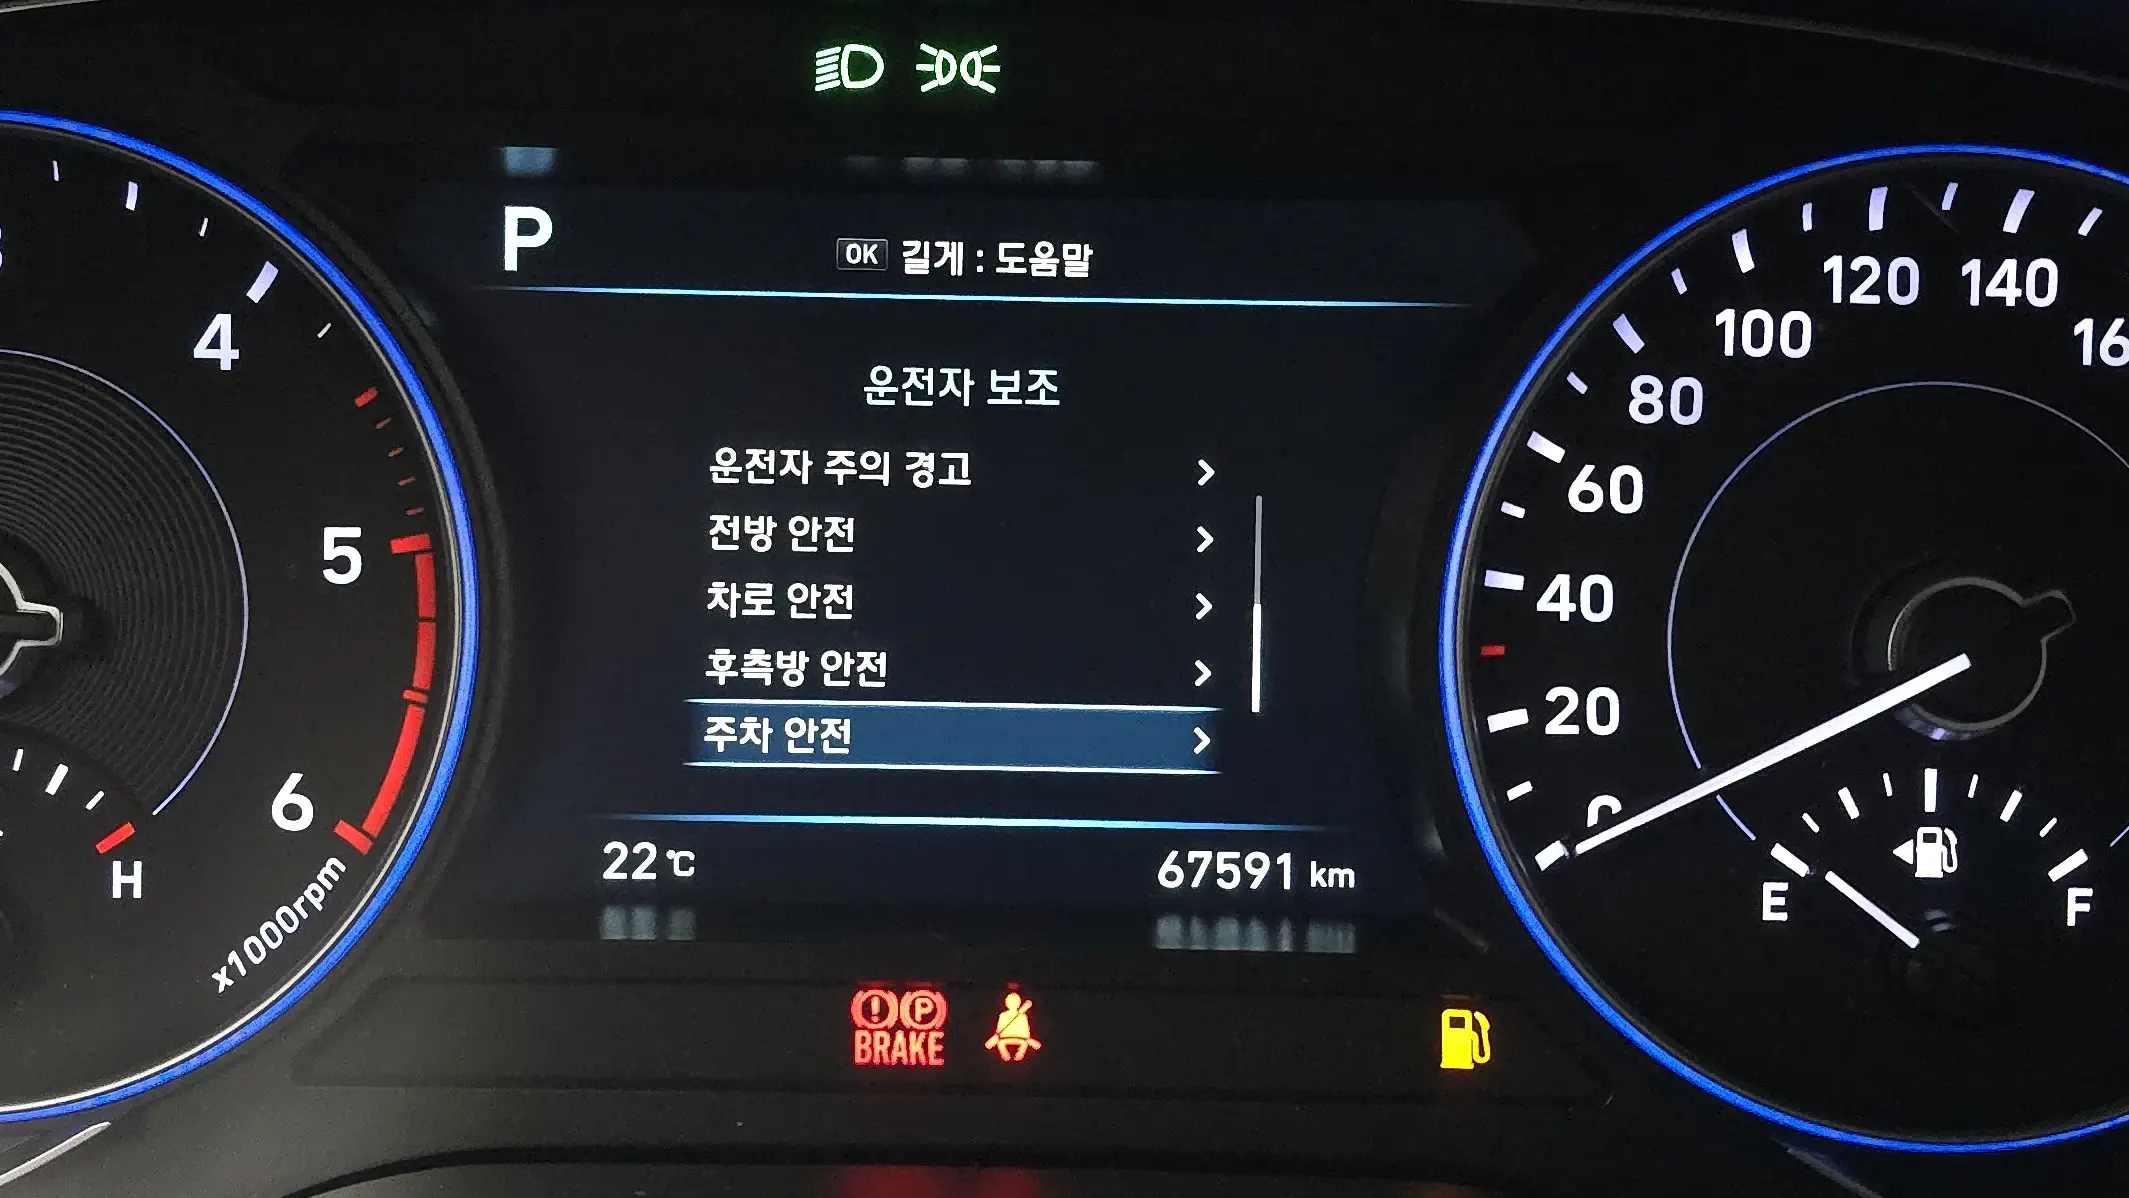 P
OK 길게 : 도움말
운전자 보조
운전자 주의 경고
전방 안전
차로 안전
후측방 안전
주차 안전
22 ℃
67591 km
4
5
6
x1000rpm
H
0
20
40
60
80
100
120
140
E
F
P
BRAKE